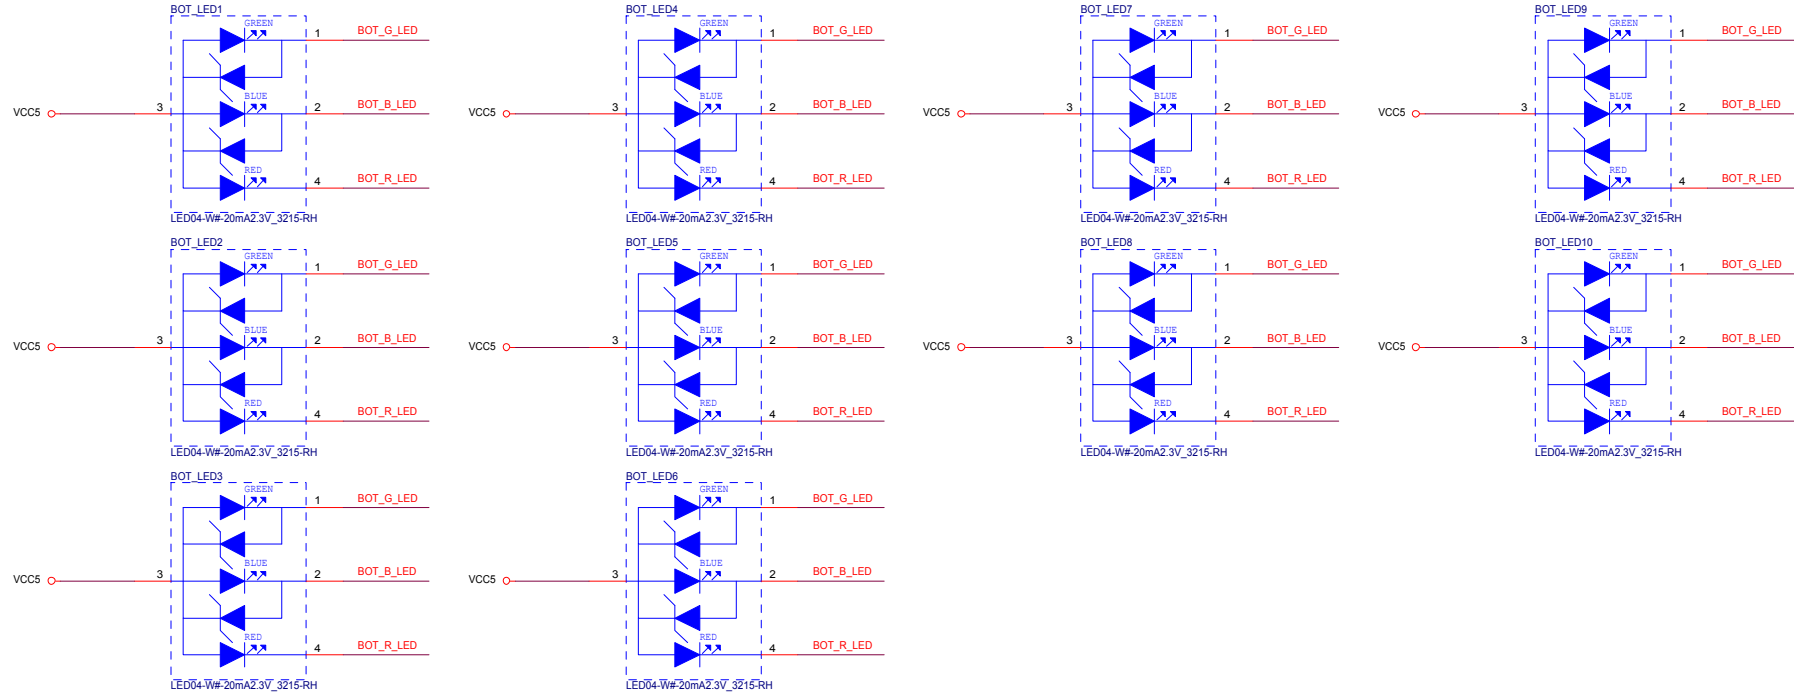 BOT_LED1
GREEN
1
BOT_G_LED
VCC5
3
BLUE
2
BOT_B_LED
RED
4
BOT_R_LED
LED04-W#-20mA2.3V_3215-RH
BOT_LED4
GREEN
1
BOT_G_LED
VCC5
3
BLUE
2
BOT_B_LED
RED
4
BOT_R_LED
LED04-W#-20mA2.3V_3215-RH
BOT_LED7
GREEN
1
BOT_G_LED
VCC5
3
BLUE
2
BOT_B_LED
RED
4
BOT_R_LED
LED04-W#-20mA2.3V_3215-RH
BOT_LED9
GREEN
1
BOT_G_LED
VCC5
3
BLUE
2
BOT_B_LED
RED
4
BOT_R_LED
LED04-W#-20mA2.3V_3215-RH
BOT_LED2
GREEN
1
BOT_G_LED
VCC5
3
BLUE
2
BOT_B_LED
RED
4
BOT_R_LED
LED04-W#-20mA2.3V_3215-RH
BOT_LED5
GREEN
1
BOT_G_LED
VCC5
3
BLUE
2
BOT_B_LED
RED
4
BOT_R_LED
LED04-W#-20mA2.3V_3215-RH
BOT_LED8
GREEN
1
BOT_G_LED
VCC5
3
BLUE
2
BOT_B_LED
RED
4
BOT_R_LED
LED04-W#-20mA2.3V_3215-RH
BOT_LED10
GREEN
1
BOT_G_LED
VCC5
3
BLUE
2
BOT_B_LED
RED
4
BOT_R_LED
LED04-W#-20mA2.3V_3215-RH
BOT_LED3
GREEN
1
BOT_G_LED
VCC5
3
BLUE
2
BOT_B_LED
RED
4
BOT_R_LED
LED04-W#-20mA2.3V_3215-RH
BOT_LED6
GREEN
1
BOT_G_LED
VCC5
3
BLUE
2
BOT_B_LED
RED
4
BOT_R_LED
LED04-W#-20mA2.3V_3215-RH